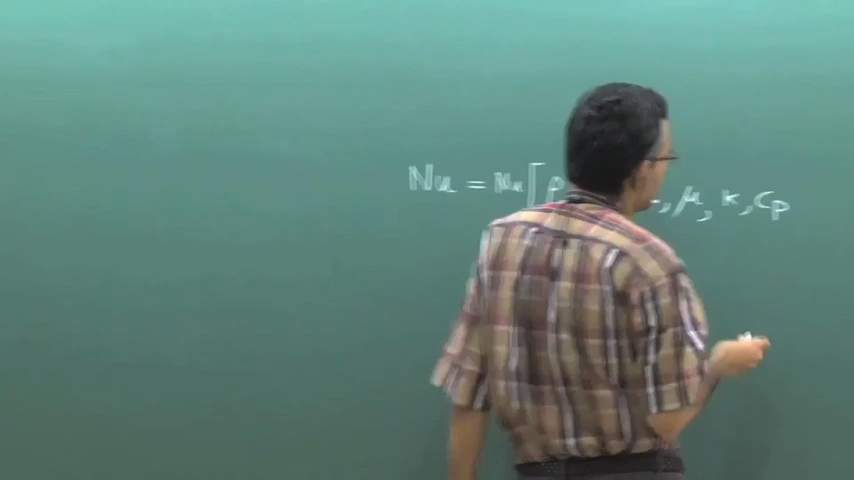 Nu = Nu[ρ , μ, k, cp